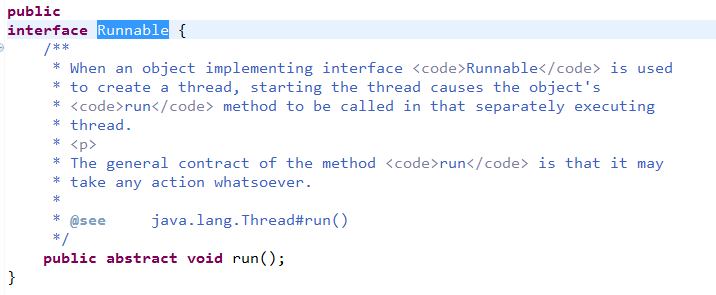 public
interface Runnable {
    /**
     * When an object implementing interface <code>Runnable</code> is used
     * to create a thread, starting the thread causes the object's
     * <code>run</code> method to be called in that separately executing
     * thread.
     * <p>
     * The general contract of the method <code>run</code> is that it may
     * take any action whatsoever.
     *
     * @see     java.lang.Thread#run()
     */
    public abstract void run();
}